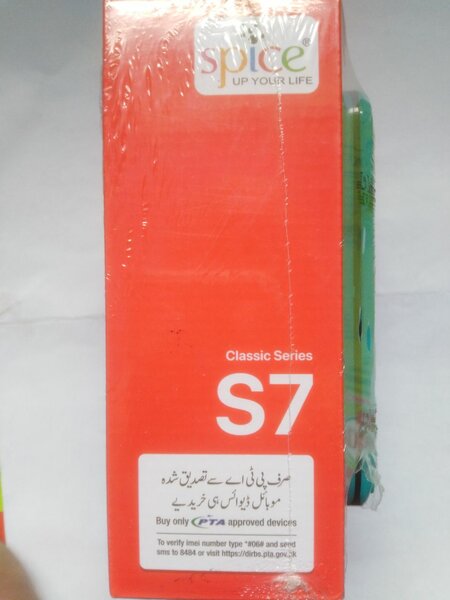 spice®
UP YOUR LIFE
Classic Series
S7
صرف پی ٹی اے سے تصدیق شدہ
موبائل ڈیوائس ہی خریدیے
Buy only PTA approved devices
To verify imei number type *#06# and send
sms to 8484 or visit https://dirbs.pta.gov.pk